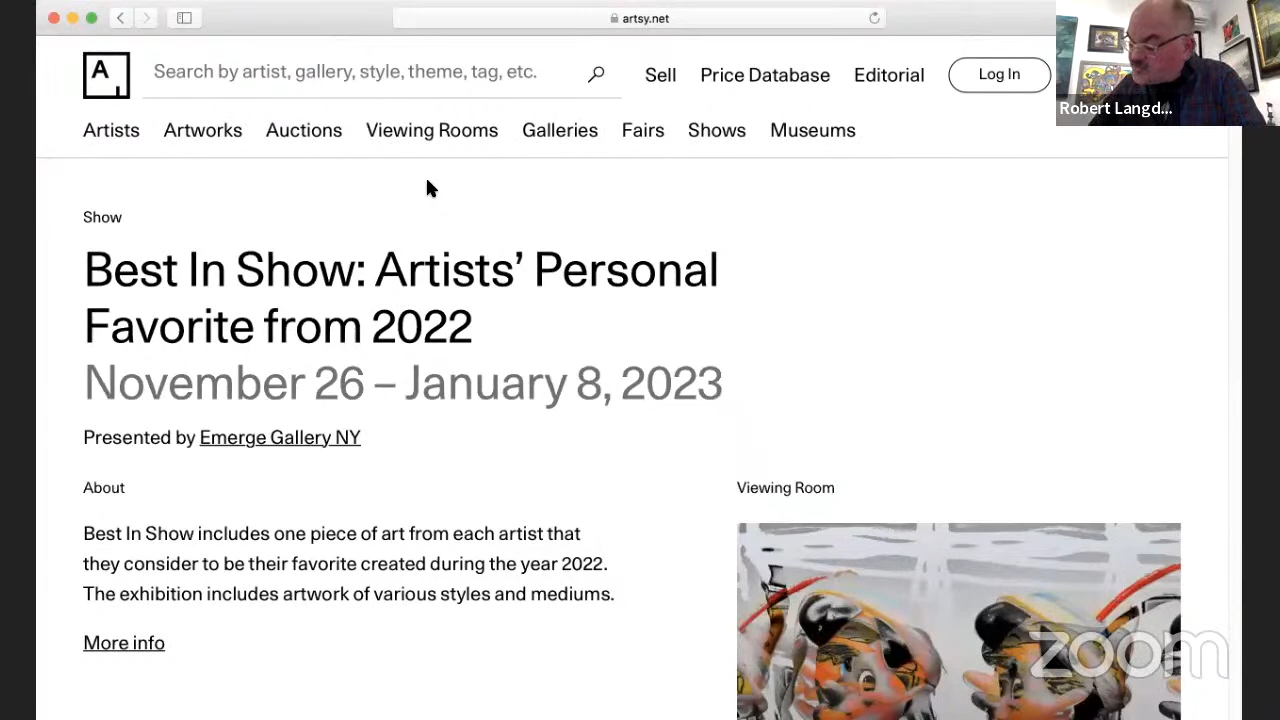 artsy.net
A
Search by artist, gallery, style, theme, tag, etc.
Sell
Price Database
Editorial
Log In
Robert Langd...
Artists
Artworks
Auctions
Viewing Rooms
Galleries
Fairs
Shows
Museums
Show
Best In Show: Artists’ Personal
Favorite from 2022
November 26 – January 8, 2023
Presented by Emerge Gallery NY
About
Viewing Room
Best In Show includes one piece of art from each artist that
they consider to be their favorite created during the year 2022.
The exhibition includes artwork of various styles and mediums.
More info
zoom